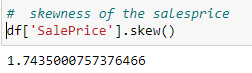 #  skewness of the salesprice
df['SalePrice'].skew()
1.7435000757376466